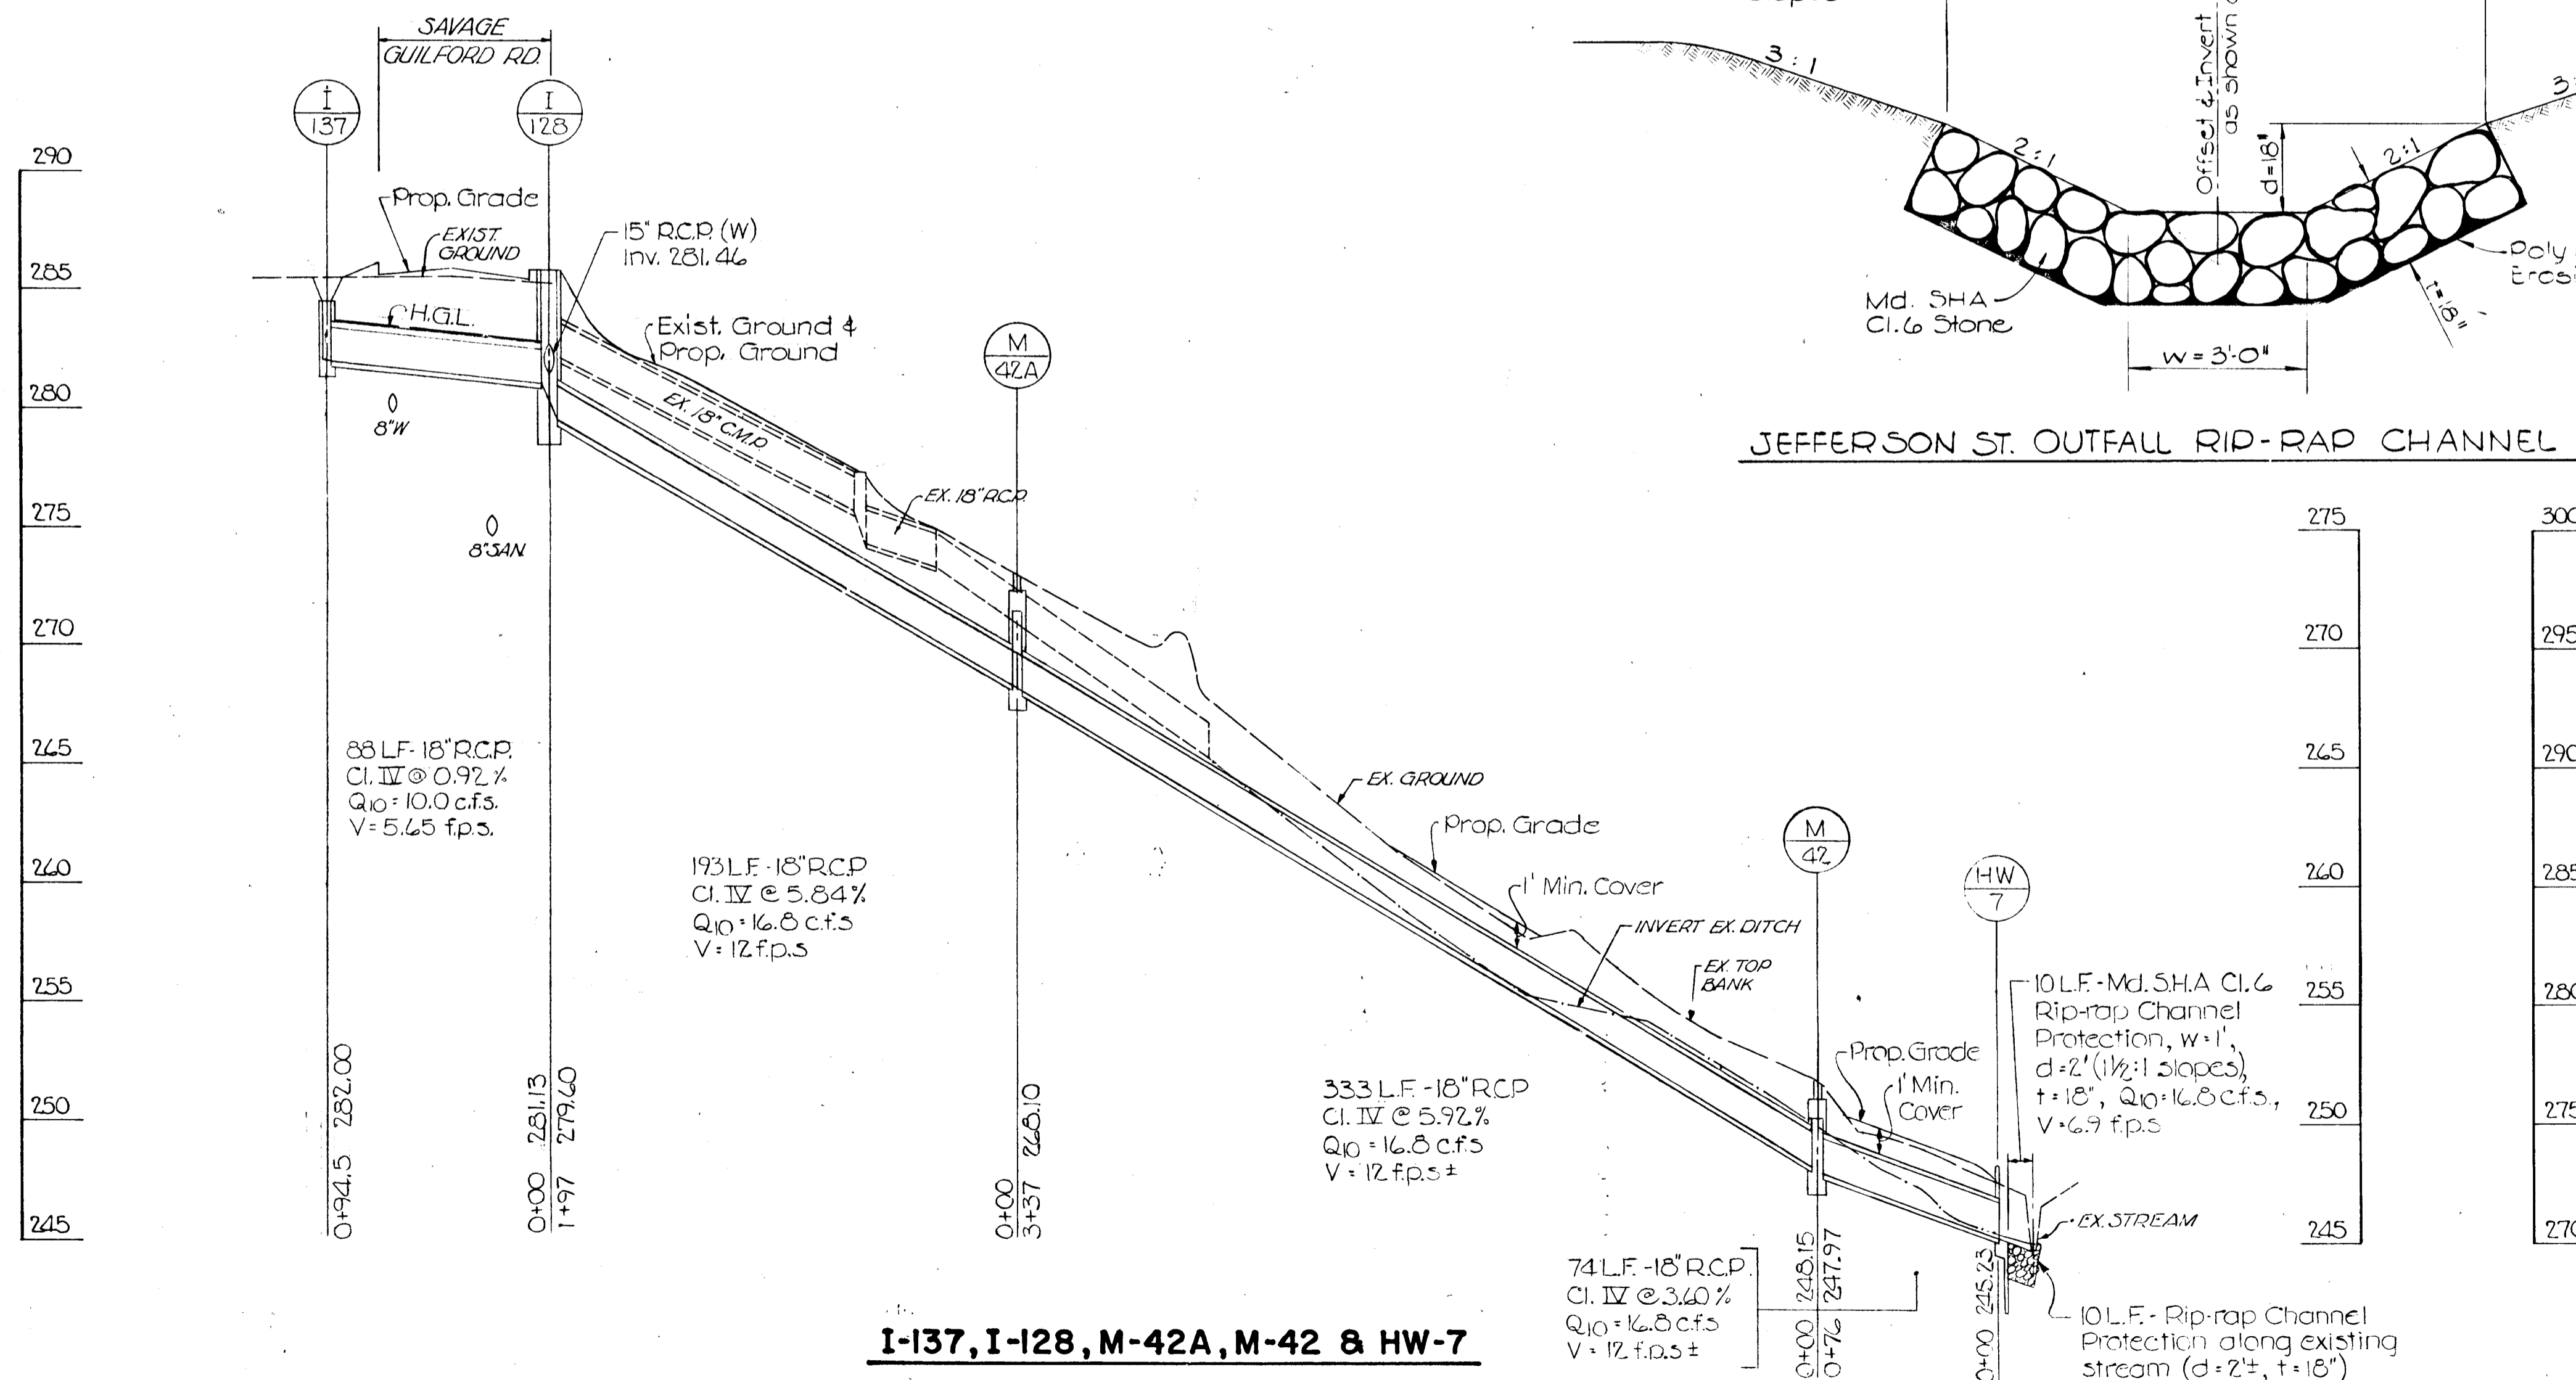 SAVAGE
GUILFORD RD.
I
137
I
128
290
285
280
275
270
265
260
255
250
245
Prop. Grade
EXIST.
GROUND
15" R.C.P. (W)
Inv. 281.46
H.G.L.
Exist. Ground &
Prop. Ground
8"W
8"SAN.
EX. 18" C.M.P.
EX. 18" R.C.P.
M
42A
88 LF- 18" R.C.P.
Cl. IV @ 0.92 %
Q10 = 10.0 c.f.s.
V = 5.65 f.p.s.
193 L.F. - 18" R.C.P
Cl. IV @ 5.84%
Q10 = 16.8 c.f.s
V = 12 f.p.s
EX. GROUND
Prop. Grade
1' Min. Cover
INVERT EX. DITCH
EX. TOP
BANK
M
42
HW
7
Prop. Grade
1' Min.
Cover
333 L.F. - 18" R.C.P
Cl. IV @ 5.92%
Q10 = 16.8 c.f.s
V = 12 f.p.s ±
10 L.F. - Md. S.H.A Cl. 6
Rip-rap Channel
Protection, w = 1',
d = 2' (1½:1 slopes),
t = 18", Q10 = 16.8 c.f.s.,
V = 6.9 f.p.s
EX. STREAM
74 L.F. - 18" R.C.P.
Cl. IV @ 3.60 %
Q10 = 16.8 c.f.s
V = 12 f.p.s ±
10 L.F. - Rip-rap Channel
Protection along existing
stream (d = 2'±, t = 18")
0+94.5 282.00
0+00 281.13
1+97 279.60
0+00
3+37 268.10
0+00 248.15
0+76 247.97
0+00 245.23
I-137, I-128, M-42A, M-42 & HW-7
3 : 1
2:1
Offset & Invert
as shown
d=18"
2:1
Md. SHA
Cl. 6 Stone
w = 3'-0"
t=18"
Poly
JEFFERSON ST. OUTFALL RIP-RAP CHANNEL
275
270
265
260
255
250
245
300
295
290
285
280
275
270